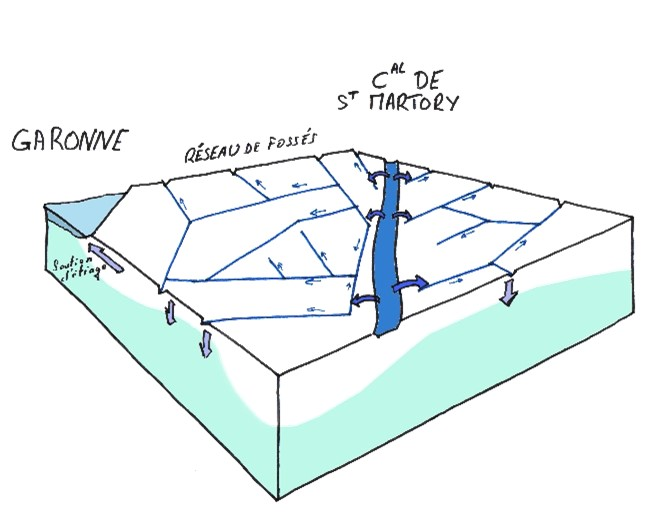 CAL DE
ST MARTORY
GARONNE
RÉSEAU DE FOSSÉS
Soutien
d'étiage